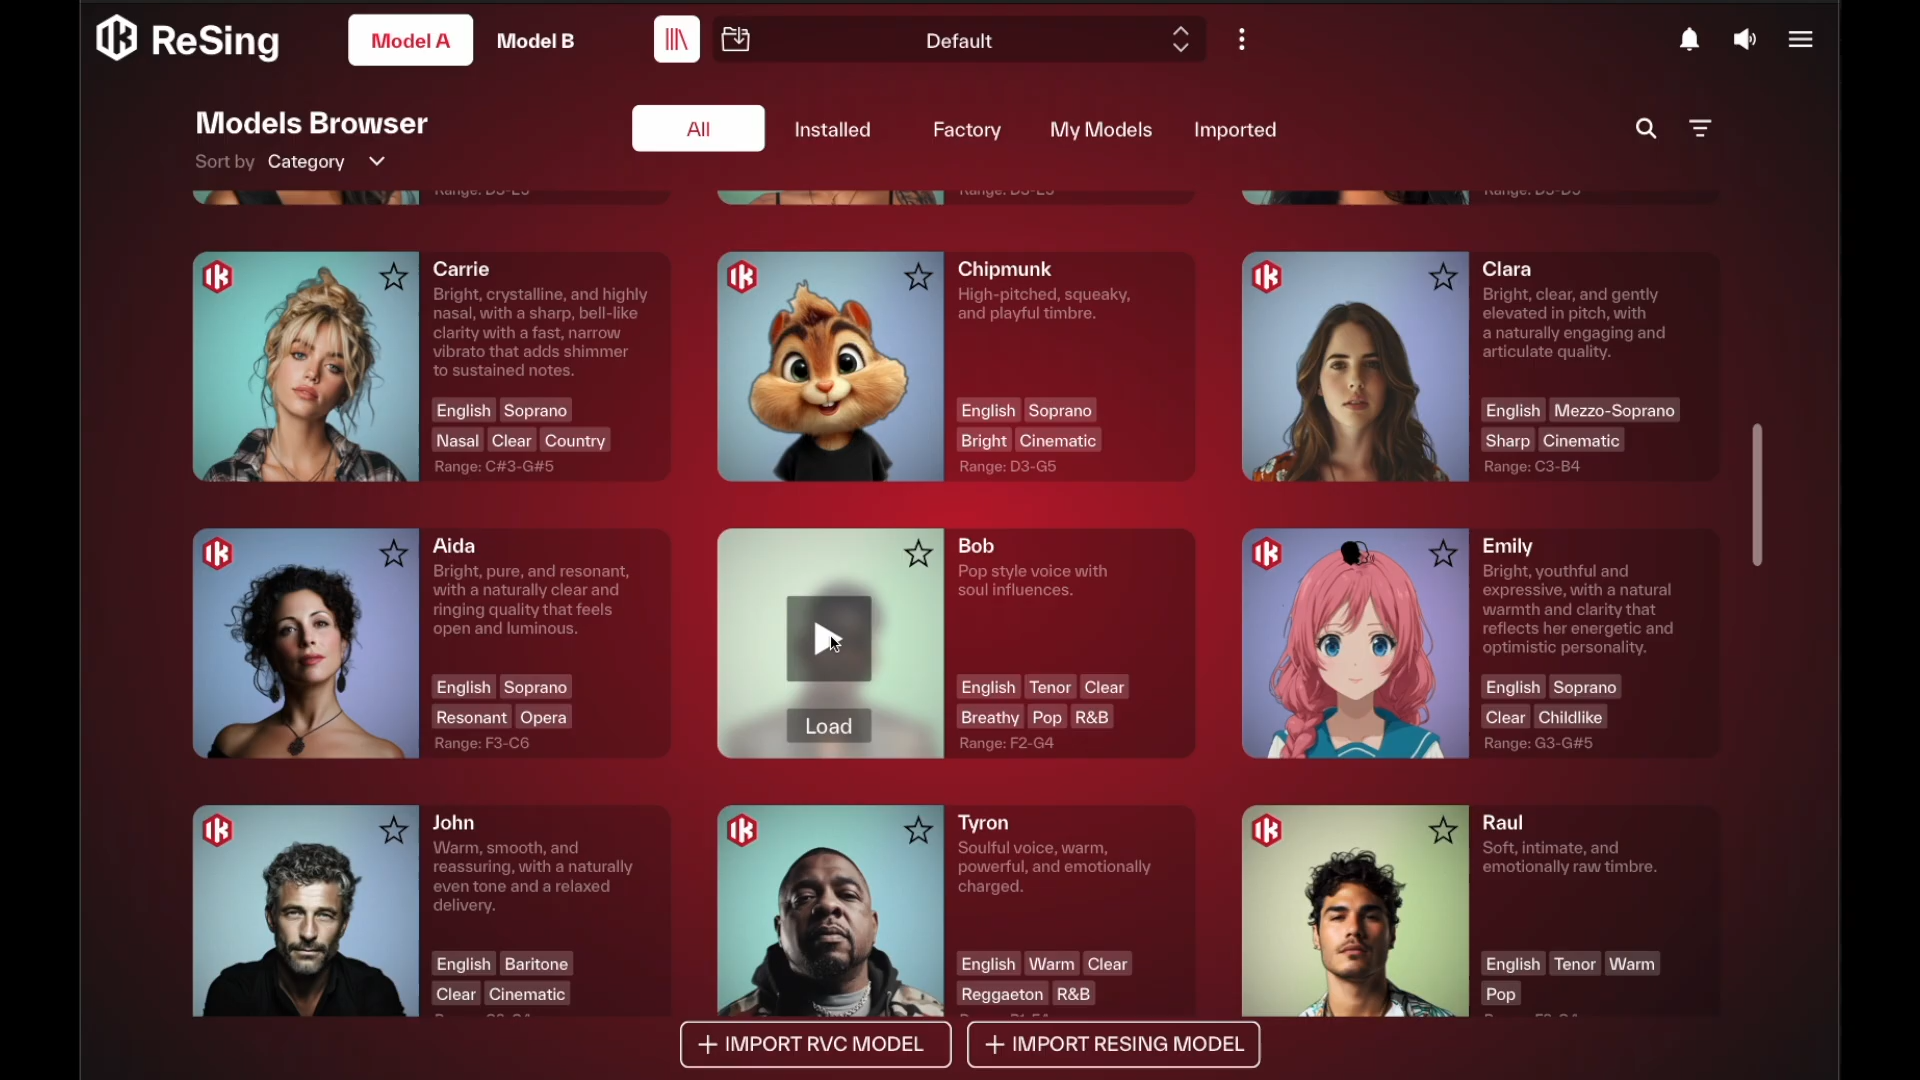 ReSing
Model A
Model B
Default
Models Browser
Sort by Category
All
Installed
Factory
My Models
Imported
Carrie
Bright, crystalline, and highly
nasal, with a sharp, bell-like
clarity with a fast, narrow
vibrato that adds shimmer
to sustained notes.
English Soprano
Nasal Clear Country
Range: C#3-G#5
Chipmunk
High-pitched, squeaky,
and playful timbre.
English Soprano
Bright Cinematic
Range: D3-G5
Clara
Bright, clear, and gently
elevated in pitch, with
a naturally engaging and
articulate quality.
English Mezzo-Soprano
Sharp Cinematic
Range: C3-B4
Aida
Bright, pure, and resonant,
with a naturally clear and
ringing quality that feels
open and luminous.
English Soprano
Resonant Opera
Range: F3-C6
Load
Bob
Pop style voice with
soul influences.
English Tenor Clear
Breathy Pop R&B
Range: F2-G4
Emily
Bright, youthful and
expressive, with a natural
warmth and clarity that
reflects her energetic and
optimistic personality.
English Soprano
Clear Childlike
Range: G3-G#5
John
Warm, smooth, and
reassuring, with a naturally
even tone and a relaxed
delivery.
English Baritone
Clear Cinematic
Tyron
Soulful voice, warm,
powerful, and emotionally
charged.
English Warm Clear
Reggaeton R&B
Raul
Soft, intimate, and
emotionally raw timbre.
English Tenor Warm
Pop
+ IMPORT RVC MODEL
+ IMPORT RESING MODEL